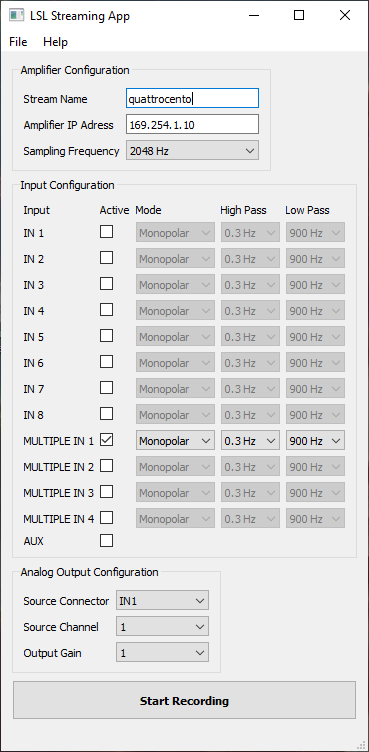 LSL Streaming App
File Help
Amplifier Configuration
Stream Name quattrocento
Amplifier IP Adress 169.254.1.10
Sampling Frequency 2048 Hz
Input Configuration
Input Active Mode High Pass Low Pass
IN 1 Monopolar 0.3 Hz 900 Hz
IN 2 Monopolar 0.3 Hz 900 Hz
IN 3 Monopolar 0.3 Hz 900 Hz
IN 4 Monopolar 0.3 Hz 900 Hz
IN 5 Monopolar 0.3 Hz 900 Hz
IN 6 Monopolar 0.3 Hz 900 Hz
IN 7 Monopolar 0.3 Hz 900 Hz
IN 8 Monopolar 0.3 Hz 900 Hz
MULTIPLE IN 1 Monopolar 0.3 Hz 900 Hz
MULTIPLE IN 2 Monopolar 0.3 Hz 900 Hz
MULTIPLE IN 3 Monopolar 0.3 Hz 900 Hz
MULTIPLE IN 4 Monopolar 0.3 Hz 900 Hz
AUX
Analog Output Configuration
Source Connector IN1
Source Channel 1
Output Gain 1
Start Recording